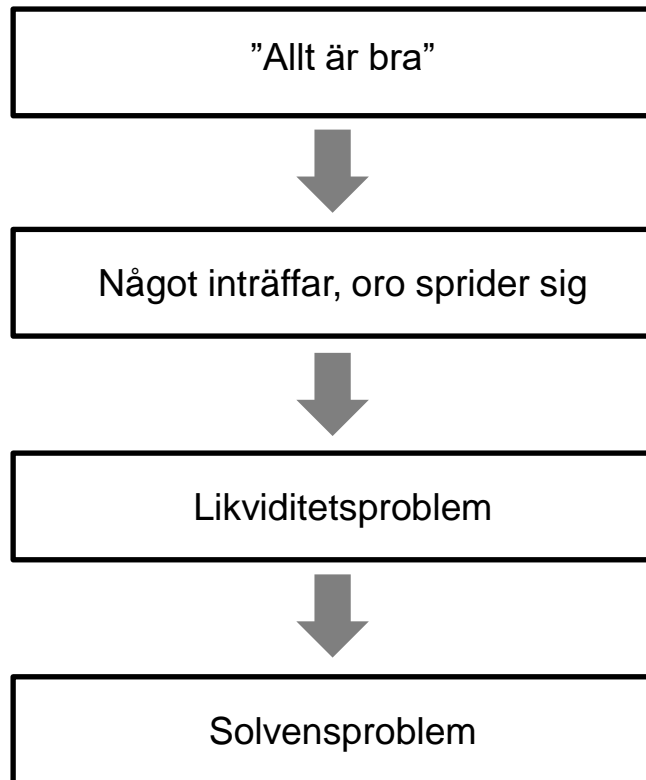 ”Allt är bra”
Något inträffar, oro sprider sig
Likviditetsproblem
Solvensproblem